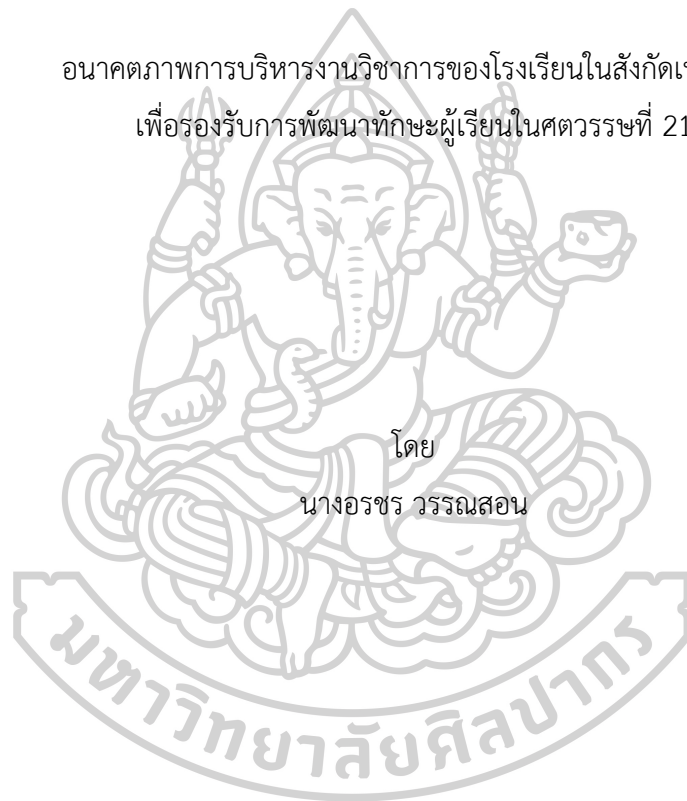 อนาคตภาพการบริหารงานวิชาการของโรงเรียนในสังกัด
เพื่อรองรับการพัฒนาทักษะผู้เรียนในศตวรรษที่ 21
โดย
นางอรชร วรรณสอน
มหาวิทยาลัยศิลปากร